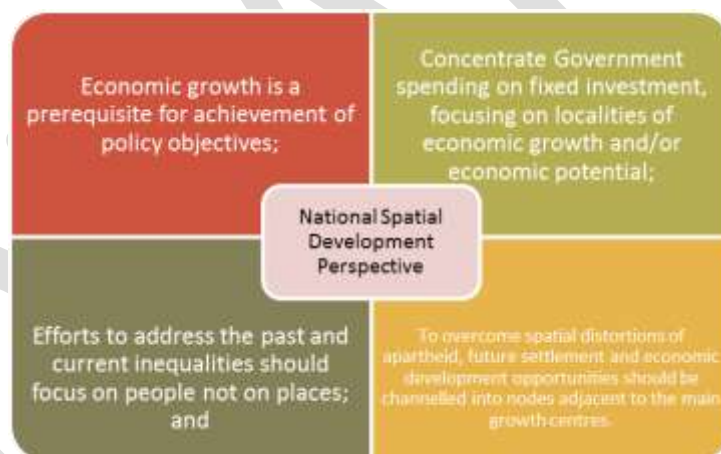 Economic growth is a
prerequisite for achievement of
policy objectives;
Concentrate Government
spending on fixed investment,
focusing on localities of
economic growth and/or
economic potential;
National Spatial
Development
Perspective
Efforts to address the past and
current inequalities should
focus on people not on places;
and
To overcome spatial distortions of
apartheid, future settlement and economic
development opportunities should be
channelled into nodes adjacent to the main
growth centres.